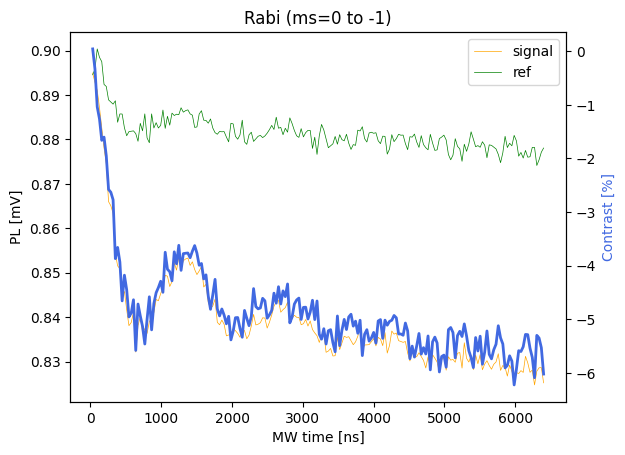 Rabi (ms=0 to -1)
signal
ref
PL [mV]
0.90
0.89
0.88
0.87
0.86
0.85
0.84
0.83
0
−1
−2
−3
−4
−5
−6
Contrast [%]
0 1000 2000 3000 4000 5000 6000
MW time [ns]